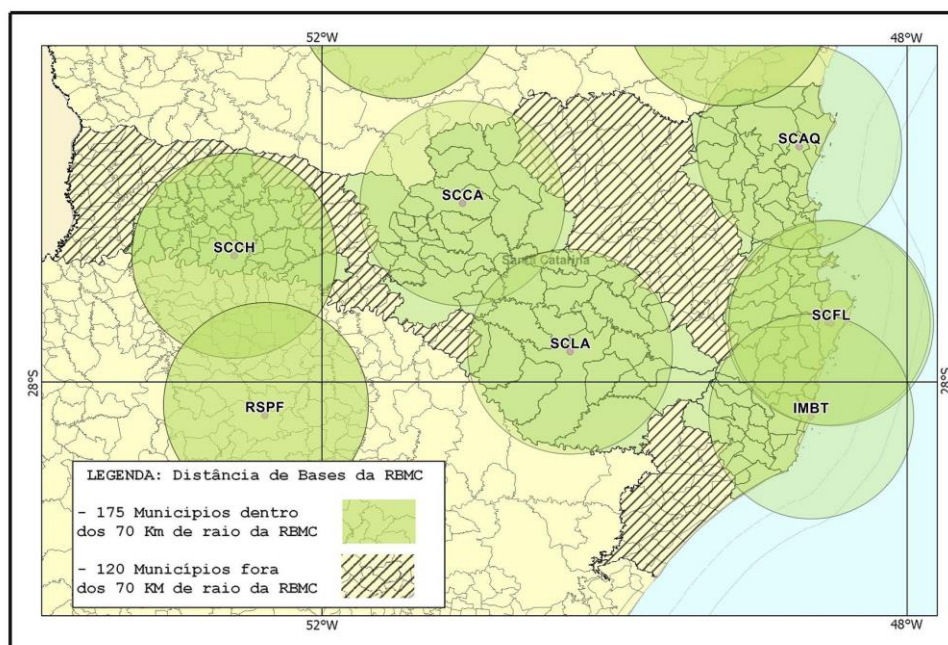 52°W
48°W
SCAQ
SCCA
SCCH
Santa Catarina
SCFL
SCLA
28°S
28°S
RSPF
IMBT
LEGENDA: Distância de Bases da RBMC
- 175 Municípios dentro
dos 70 Km de raio da RBMC
- 120 Municípios fora
dos 70 KM de raio da RBMC
52°W
48°W